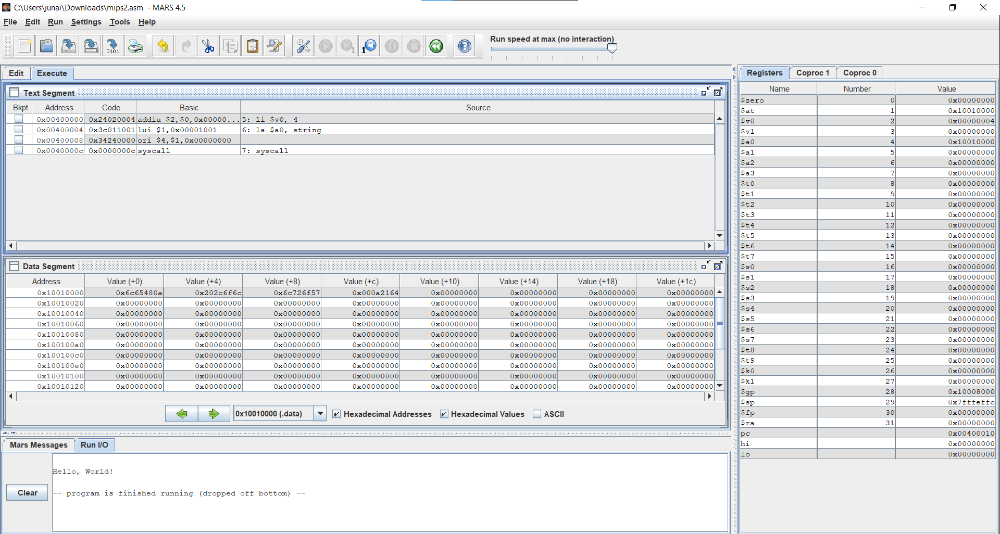 C:\Users\junai\Downloads\mips2.asm - MARS 4.5
File Edit Run Settings Tools Help
Run speed at max (no interaction)
Edit Execute
Text Segment
Bkpt Address Code Basic Source
0x00400000 0x24020004 addiu $2,$0,0x00000... 5: li $v0, 4
0x00400004 0x3c011001 lui $1,0x00001001 6: la $a0, string
0x00400008 0x34240000 ori $4,$1,0x00000000
0x0040000c 0x0000000c syscall 7: syscall
Data Segment
Address Value (+0) Value (+4) Value (+8) Value (+c) Value (+10) Value (+14) Value (+18) Value (+1c)
0x10010000 0x6c65480a 0x202c6f6c 0x6c726f57 0x000a2164 0x00000000 0x00000000 0x00000000 0x00000000
0x10010020 0x00000000 0x00000000 0x00000000 0x00000000 0x00000000 0x00000000 0x00000000 0x00000000
0x10010040 0x00000000 0x00000000 0x00000000 0x00000000 0x00000000 0x00000000 0x00000000 0x00000000
0x10010060 0x00000000 0x00000000 0x00000000 0x00000000 0x00000000 0x00000000 0x00000000 0x00000000
0x10010080 0x00000000 0x00000000 0x00000000 0x00000000 0x00000000 0x00000000 0x00000000 0x00000000
0x100100a0 0x00000000 0x00000000 0x00000000 0x00000000 0x00000000 0x00000000 0x00000000 0x00000000
0x100100c0 0x00000000 0x00000000 0x00000000 0x00000000 0x00000000 0x00000000 0x00000000 0x00000000
0x100100e0 0x00000000 0x00000000 0x00000000 0x00000000 0x00000000 0x00000000 0x00000000 0x00000000
0x10010100 0x00000000 0x00000000 0x00000000 0x00000000 0x00000000 0x00000000 0x00000000 0x00000000
0x10010120 0x00000000 0x00000000 0x00000000 0x00000000 0x00000000 0x00000000 0x00000000 0x00000000
0x10010000 (.data) Hexadecimal Addresses Hexadecimal Values ASCII
Mars Messages Run I/O
Clear
Hello, World!
-- program is finished running (dropped off bottom) --
Registers Coproc 1 Coproc 0
Name Number Value
$zero 0 0x00000000
$at 1 0x10010000
$v0 2 0x00000004
$v1 3 0x00000000
$a0 4 0x10010000
$a1 5 0x00000000
$a2 6 0x00000000
$a3 7 0x00000000
$t0 8 0x00000000
$t1 9 0x00000000
$t2 10 0x00000000
$t3 11 0x00000000
$t4 12 0x00000000
$t5 13 0x00000000
$t6 14 0x00000000
$t7 15 0x00000000
$s0 16 0x00000000
$s1 17 0x00000000
$s2 18 0x00000000
$s3 19 0x00000000
$s4 20 0x00000000
$s5 21 0x00000000
$s6 22 0x00000000
$s7 23 0x00000000
$t8 24 0x00000000
$t9 25 0x00000000
$k0 26 0x00000000
$k1 27 0x00000000
$gp 28 0x10008000
$sp 29 0x7fffeffc
$fp 30 0x00000000
$ra 31 0x00000000
pc 0x00400010
hi 0x00000000
lo 0x00000000